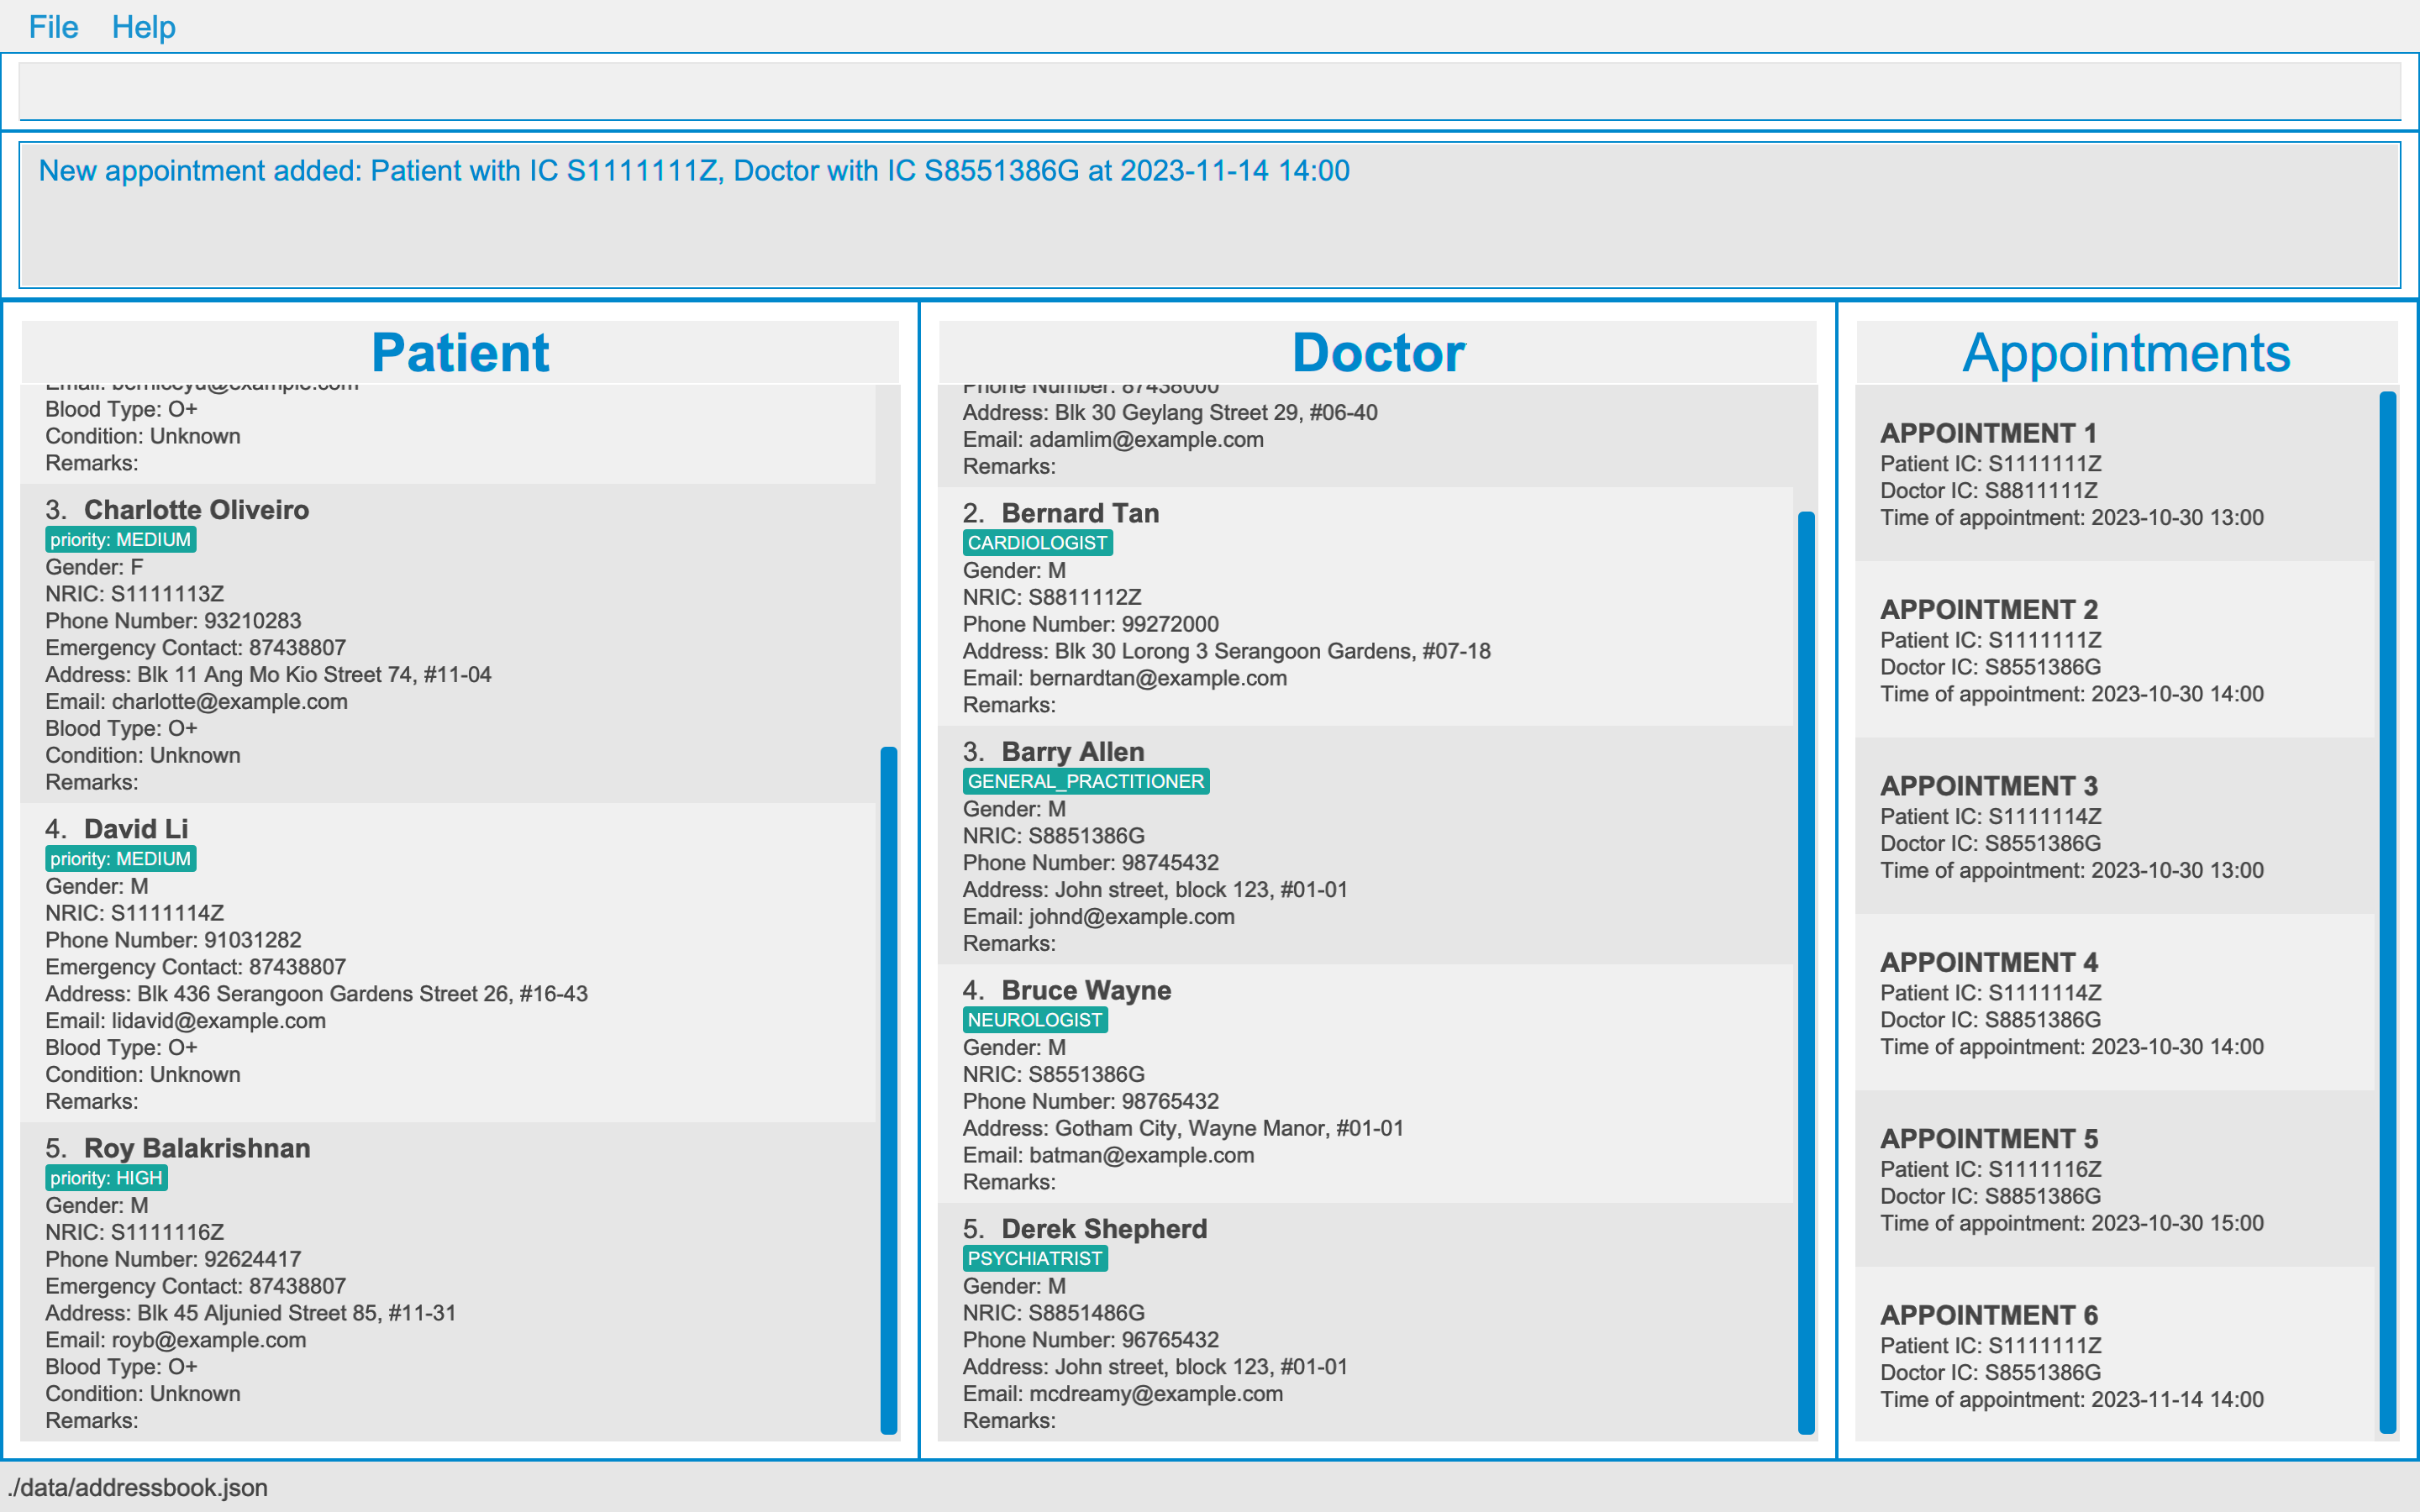 File Help
New appointment added: Patient with IC S1111111Z, Doctor with IC S8551386G at 2023-11-14 14:00
Patient
Email: berniceyu@example.com
Blood Type: O+
Condition: Unknown
Remarks:
3. Charlotte Oliveiro
priority: MEDIUM
Gender: F
NRIC: S1111113Z
Phone Number: 93210283
Emergency Contact: 87438807
Address: Blk 11 Ang Mo Kio Street 74, #11-04
Email: charlotte@example.com
Blood Type: O+
Condition: Unknown
Remarks:
4. David Li
priority: MEDIUM
Gender: M
NRIC: S1111114Z
Phone Number: 91031282
Emergency Contact: 87438807
Address: Blk 436 Serangoon Gardens Street 26, #16-43
Email: lidavid@example.com
Blood Type: O+
Condition: Unknown
Remarks:
5. Roy Balakrishnan
priority: HIGH
Gender: M
NRIC: S1111116Z
Phone Number: 92624417
Emergency Contact: 87438807
Address: Blk 45 Aljunied Street 85, #11-31
Email: royb@example.com
Blood Type: O+
Condition: Unknown
Remarks:
Doctor
Phone Number: 87438000
Address: Blk 30 Geylang Street 29, #06-40
Email: adamlim@example.com
Remarks:
2. Bernard Tan
CARDIOLOGIST
Gender: M
NRIC: S8811112Z
Phone Number: 99272000
Address: Blk 30 Lorong 3 Serangoon Gardens, #07-18
Email: bernardtan@example.com
Remarks:
3. Barry Allen
GENERAL_PRACTITIONER
Gender: M
NRIC: S8851386G
Phone Number: 98745432
Address: John street, block 123, #01-01
Email: johnd@example.com
Remarks:
4. Bruce Wayne
NEUROLOGIST
Gender: M
NRIC: S8551386G
Phone Number: 98765432
Address: Gotham City, Wayne Manor, #01-01
Email: batman@example.com
Remarks:
5. Derek Shepherd
PSYCHIATRIST
Gender: M
NRIC: S8851486G
Phone Number: 96765432
Address: John street, block 123, #01-01
Email: mcdreamy@example.com
Remarks:
Appointments
APPOINTMENT 1
Patient IC: S1111111Z
Doctor IC: S8811111Z
Time of appointment: 2023-10-30 13:00
APPOINTMENT 2
Patient IC: S1111111Z
Doctor IC: S8551386G
Time of appointment: 2023-10-30 14:00
APPOINTMENT 3
Patient IC: S1111114Z
Doctor IC: S8551386G
Time of appointment: 2023-10-30 13:00
APPOINTMENT 4
Patient IC: S1111114Z
Doctor IC: S8851386G
Time of appointment: 2023-10-30 14:00
APPOINTMENT 5
Patient IC: S1111116Z
Doctor IC: S8851386G
Time of appointment: 2023-10-30 15:00
APPOINTMENT 6
Patient IC: S1111111Z
Doctor IC: S8551386G
Time of appointment: 2023-11-14 14:00
./data/addressbook.json